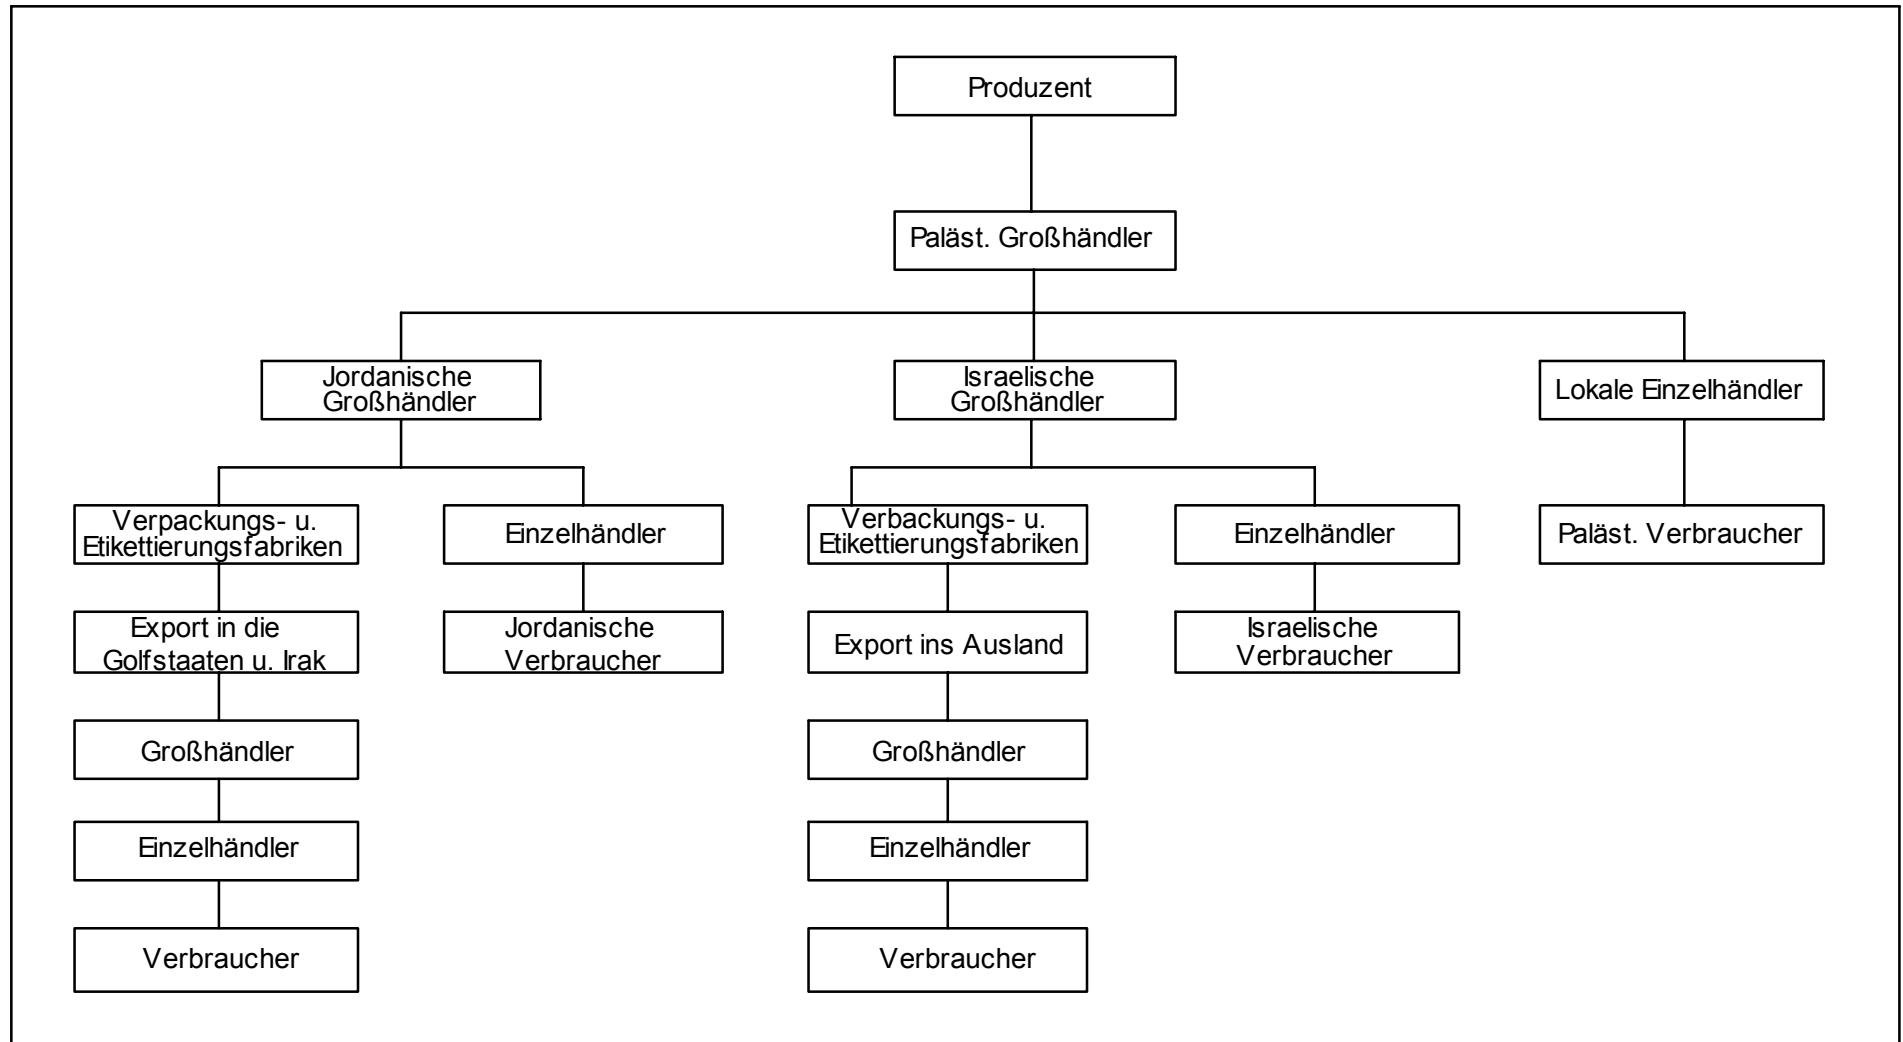 Produzent
Paläst. Großhändler
Jordanische
Großhändler
Israelische
Großhändler
Lokale Einzelhändler
Verpackungs- u.
Etikettierungsfabriken
Einzelhändler
Verbackungs- u.
Etikettierungsfabriken
Einzelhändler
Paläst. Verbraucher
Export in die
Golfstaaten u. Irak
Jordanische
Verbraucher
Export ins Ausland
Israelische
Verbraucher
Großhändler
Großhändler
Einzelhändler
Einzelhändler
Verbraucher
Verbraucher